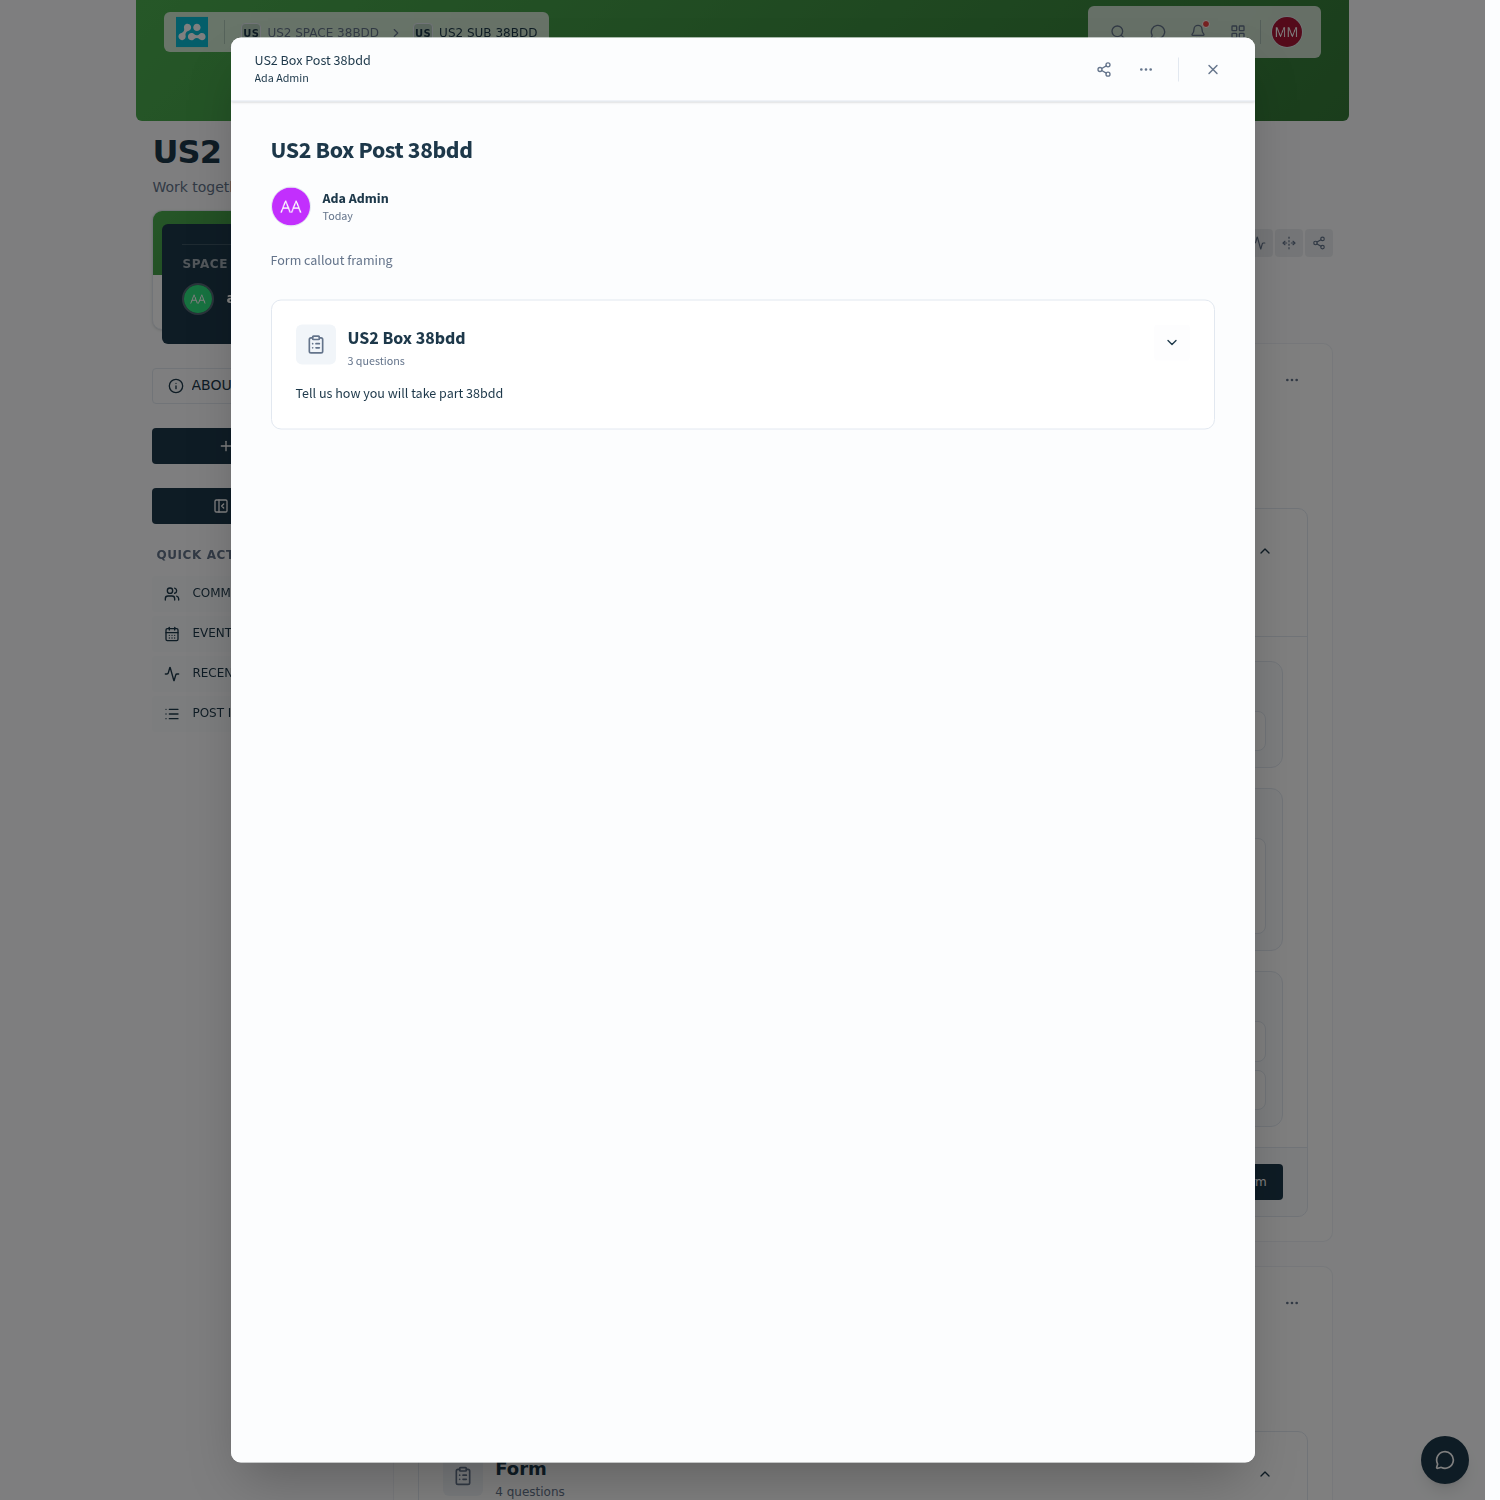 US US2 SPACE 38BDD > US US2 SUB 38BDD
MM
US2 Box Post 38bdd
Ada Admin
US2
Work toget
SPACE
AA
ABOU
QUICK ACT
COMM
EVENT
RECEN
POST I
US2 Box Post 38bdd
AA
Ada Admin
Today
Form callout framing
US2 Box 38bdd
3 questions
Tell us how you will take part 38bdd
m
Form
4 questions